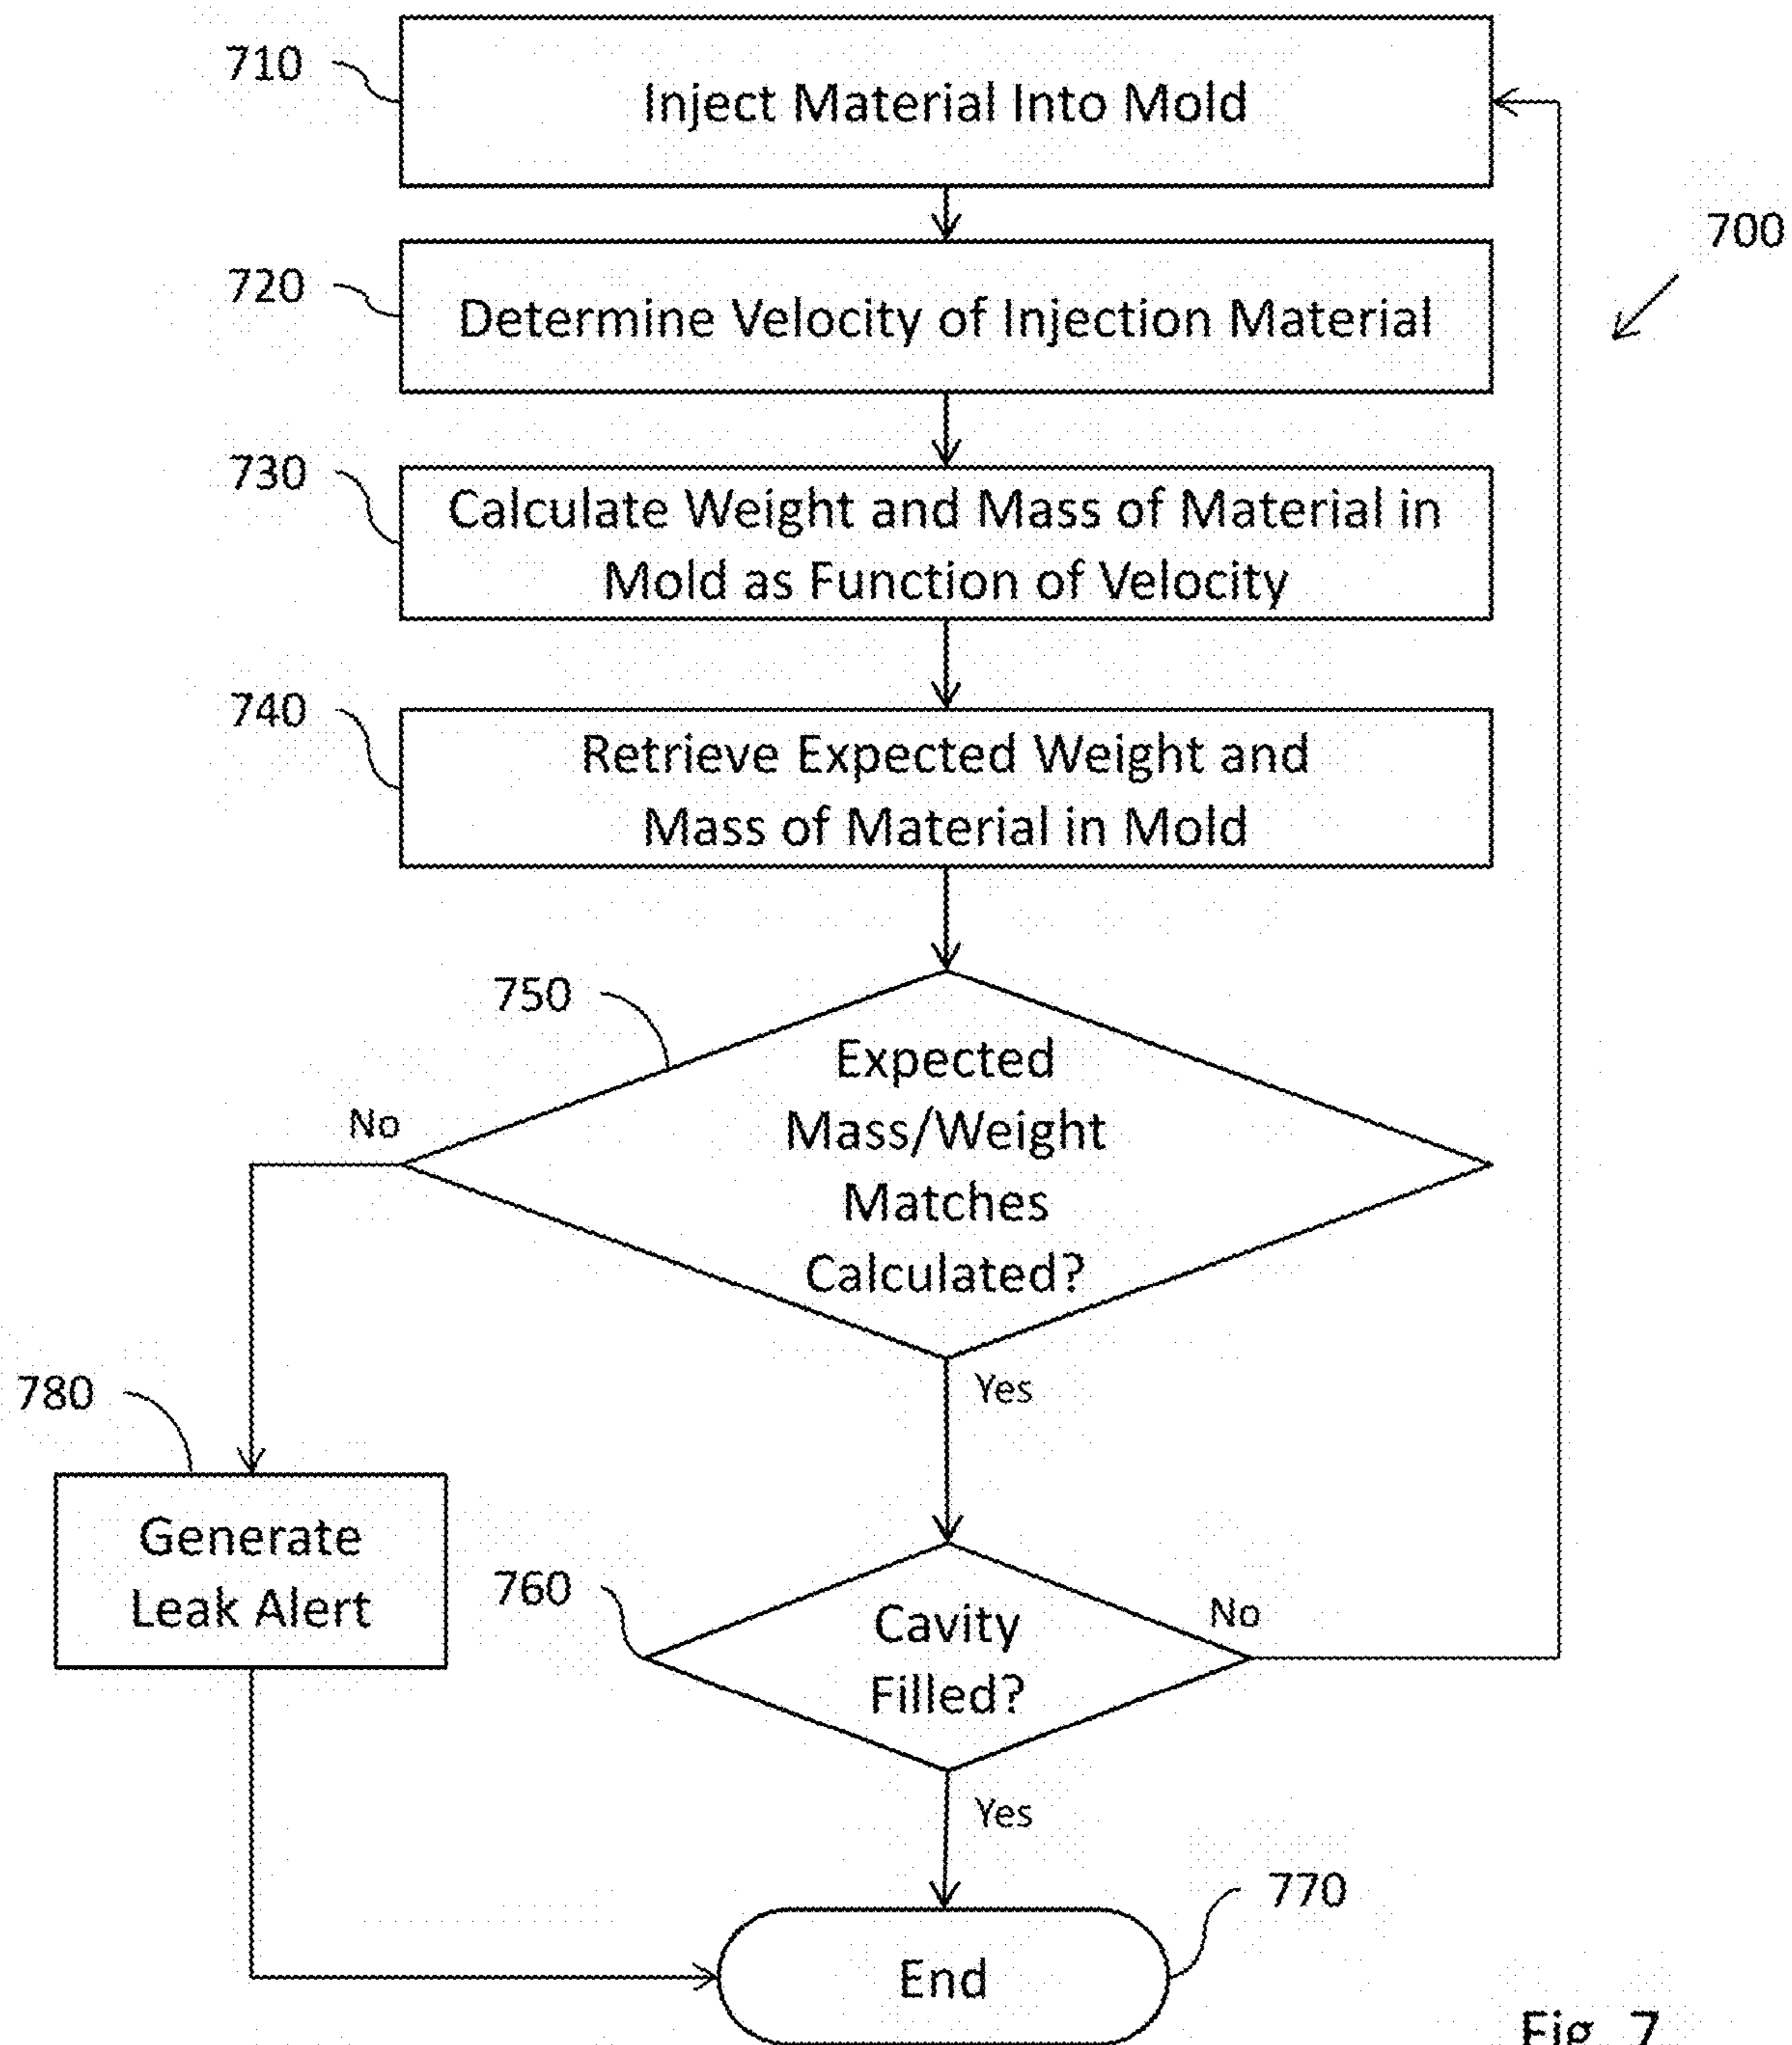 710
Inject Material Into Mold
700
720
Determine Velocity of Injection Material
730
Calculate Weight and Mass of Material in
Mold as Function of Velocity
740
Retrieve Expected Weight and
Mass of Material in Mold
750
Expected
Mass/Weight
Matches
Calculated?
No
Yes
780
Generate
Leak Alert
760
Cavity
Filled?
No
Yes
770
End
Fig. 7